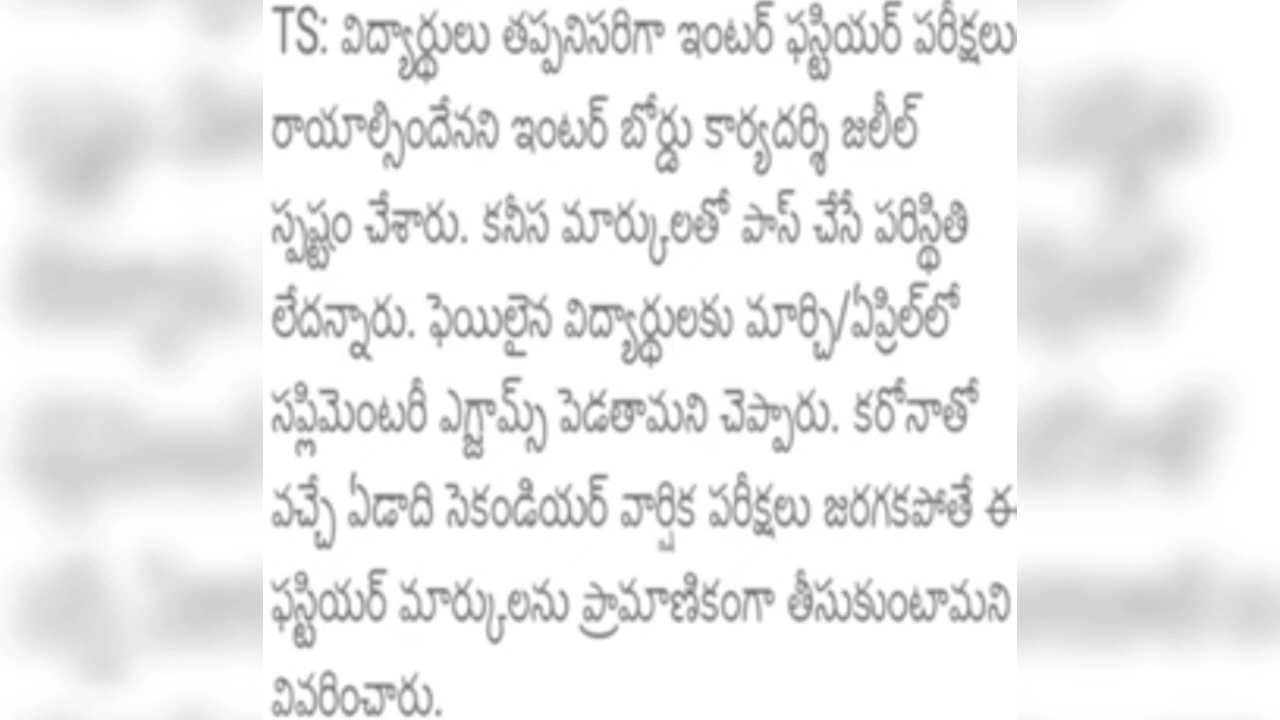 TS: విద్యార్థులు తప్పనిసరిగా ఇంటర్ ఫస్టియర్ పరీక్షలు
రాయాల్సిందేనని ఇంటర్ బోర్డు కార్యదర్శి జలీల్
స్పష్టం చేశారు. కనీస మార్కులతో పాస్ చేసే పరిస్థితి
లేదన్నారు. ఫెయిలైన విద్యార్థులకు మార్చి/ఏప్రిల్‌లో
సప్లిమెంటరీ ఎగ్జామ్స్ పెడతామని చెప్పారు. కరోనాతో
వచ్చే ఏడాది సెకండియర్ వార్షిక పరీక్షలు జరగకపోతే ఈ
ఫస్టియర్ మార్కులను ప్రామాణికంగా తీసుకుంటామని
వివరించారు.